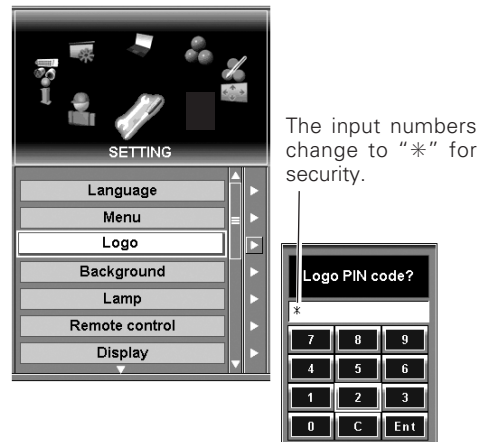 SETTING
Language
Menu
Logo
Background
Lamp
Remote control
Display
The input numbers
change to “✳” for
security.
Logo PIN code?
*
7 8 9
4 5 6
1 2 3
0 C Ent